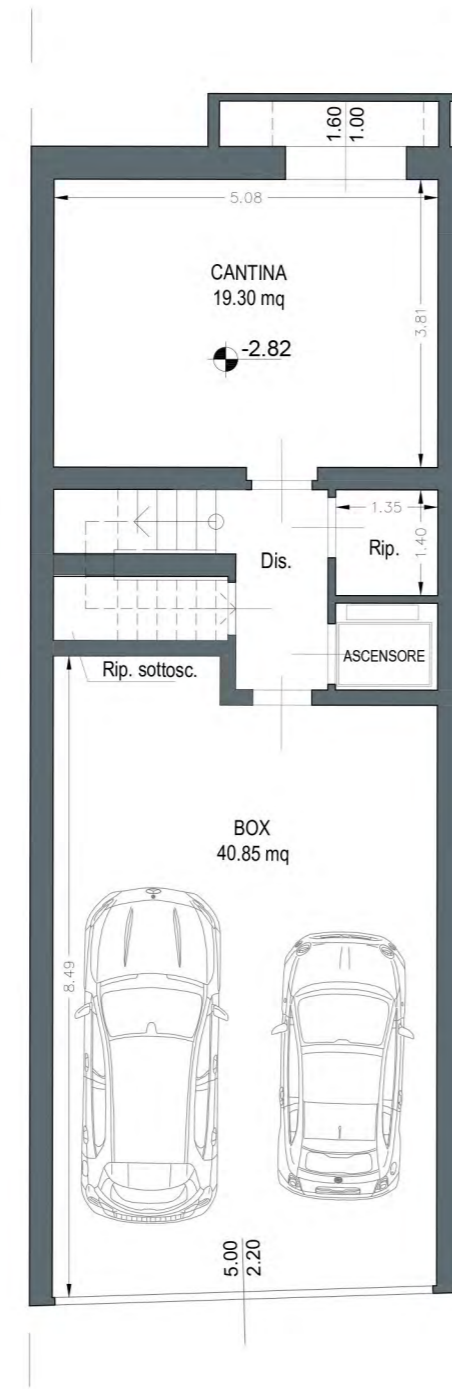 1.60
1.00
5.08
CANTINA
19.30 mq
3.81
-2.82
1.35
1.40
Dis.
Rip.
ASCENSORE
Rip. sottosc.
BOX
40.85 mq
8.49
5.00
2.20